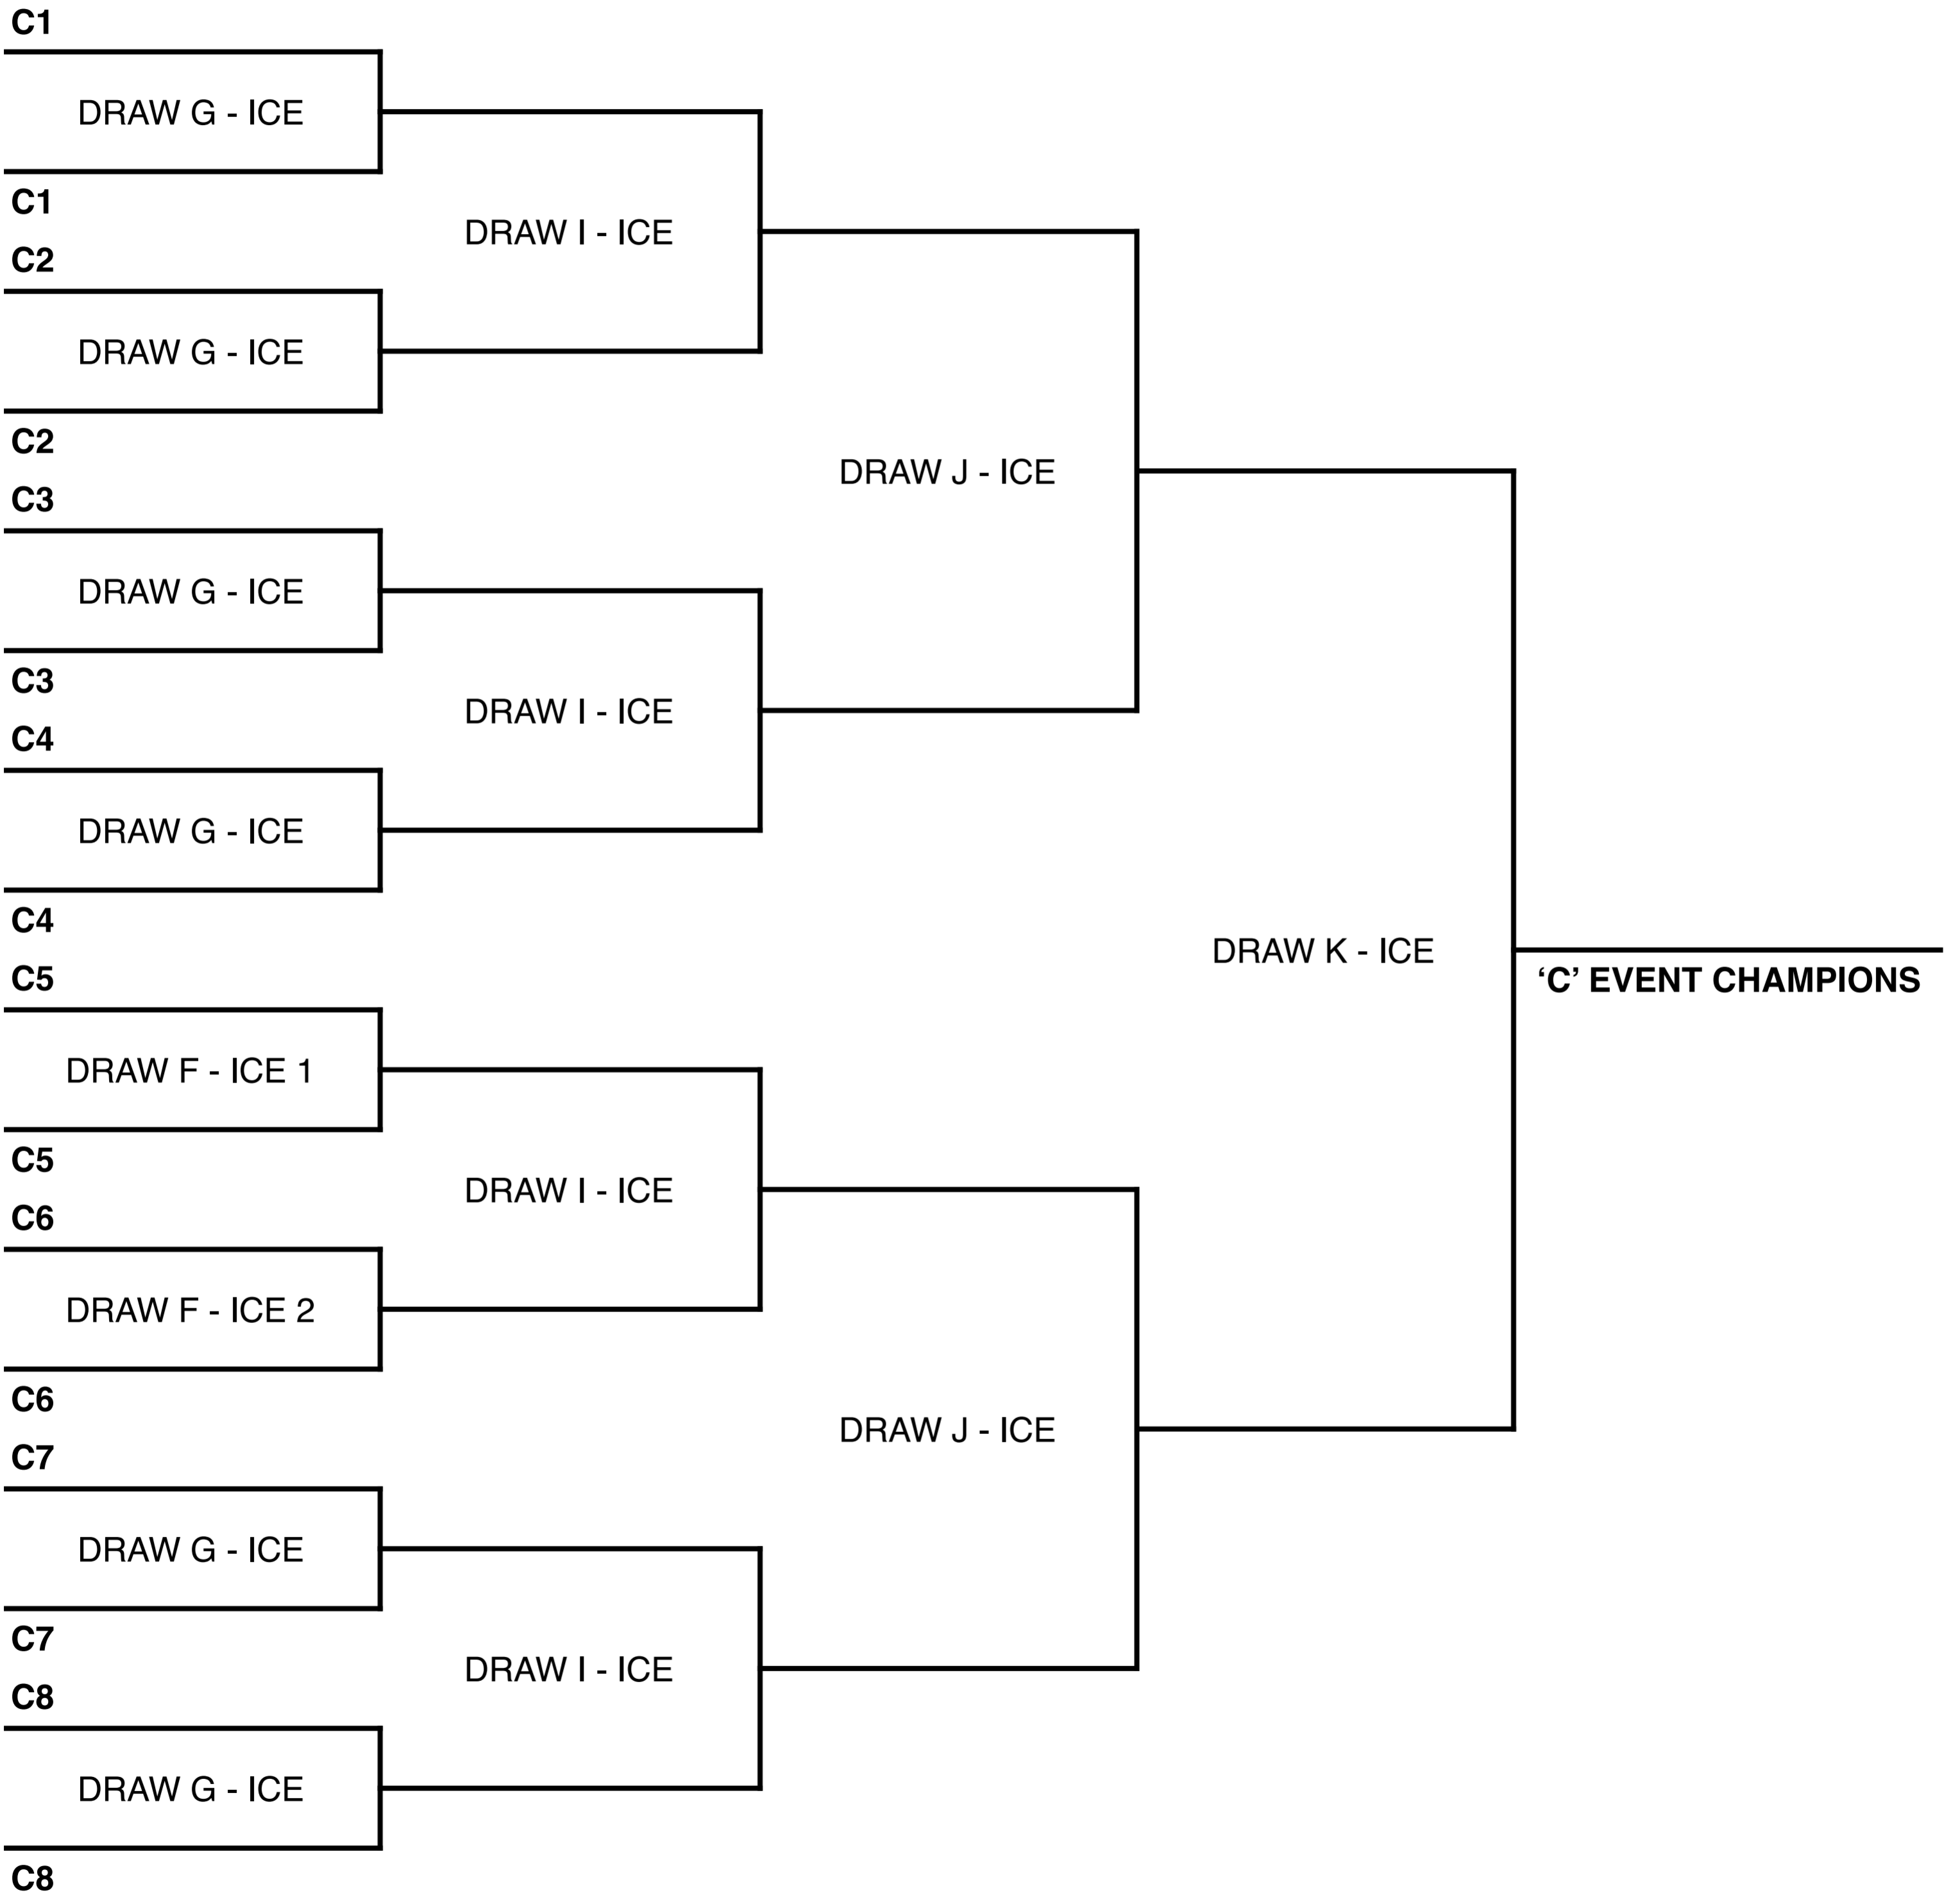 C1
DRAW G - ICE
C1
DRAW I - ICE
C2
DRAW G - ICE
C2
DRAW J - ICE
C3
DRAW G - ICE
C3
DRAW I - ICE
C4
DRAW G - ICE
C4
DRAW K - ICE
‘C’ EVENT CHAMPIONS
C5
DRAW F - ICE 1
C5
DRAW I - ICE
C6
DRAW F - ICE 2
C6
DRAW J - ICE
C7
DRAW G - ICE
C7
DRAW I - ICE
C8
DRAW G - ICE
C8